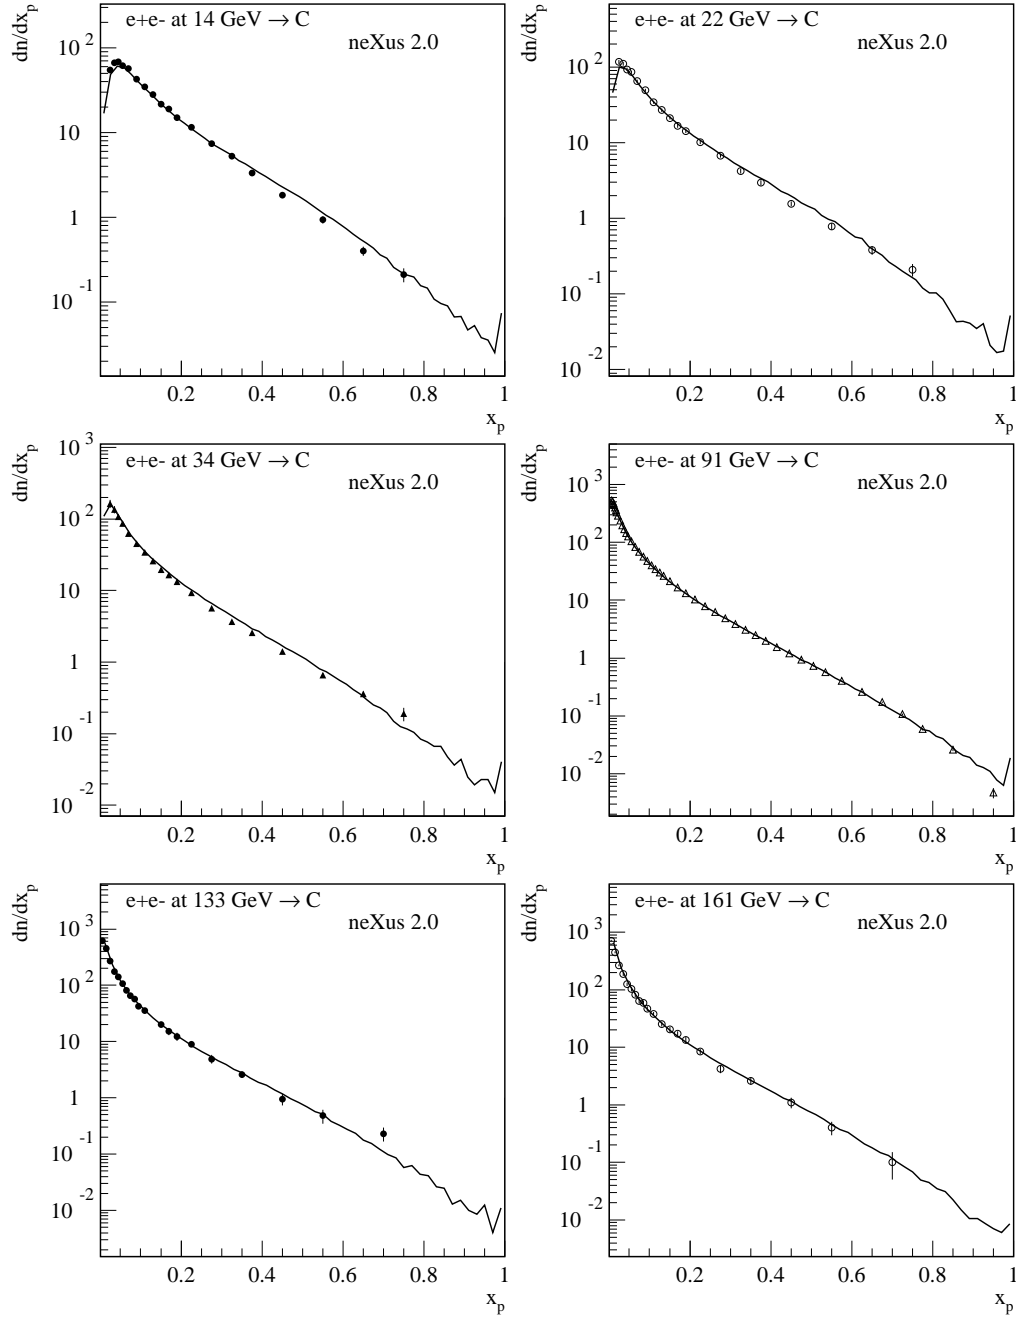 e+e- at 14 GeV → C
neXus 2.0
dn/dx_p
10^2
10
1
10^-1
0.2 0.4 0.6 0.8 1
x_p
e+e- at 22 GeV → C
neXus 2.0
dn/dx_p
10^2
10
1
10^-1
10^-2
0.2 0.4 0.6 0.8 1
x_p
e+e- at 34 GeV → C
neXus 2.0
dn/dx_p
10^3
10^2
10
1
10^-1
10^-2
0.2 0.4 0.6 0.8 1
x_p
e+e- at 91 GeV → C
neXus 2.0
dn/dx_p
10^3
10^2
10
1
10^-1
10^-2
0.2 0.4 0.6 0.8 1
x_p
e+e- at 133 GeV → C
neXus 2.0
dn/dx_p
10^3
10^2
10
1
10^-1
10^-2
0.2 0.4 0.6 0.8 1
x_p
e+e- at 161 GeV → C
neXus 2.0
dn/dx_p
10^3
10^2
10
1
10^-1
10^-2
0.2 0.4 0.6 0.8 1
x_p